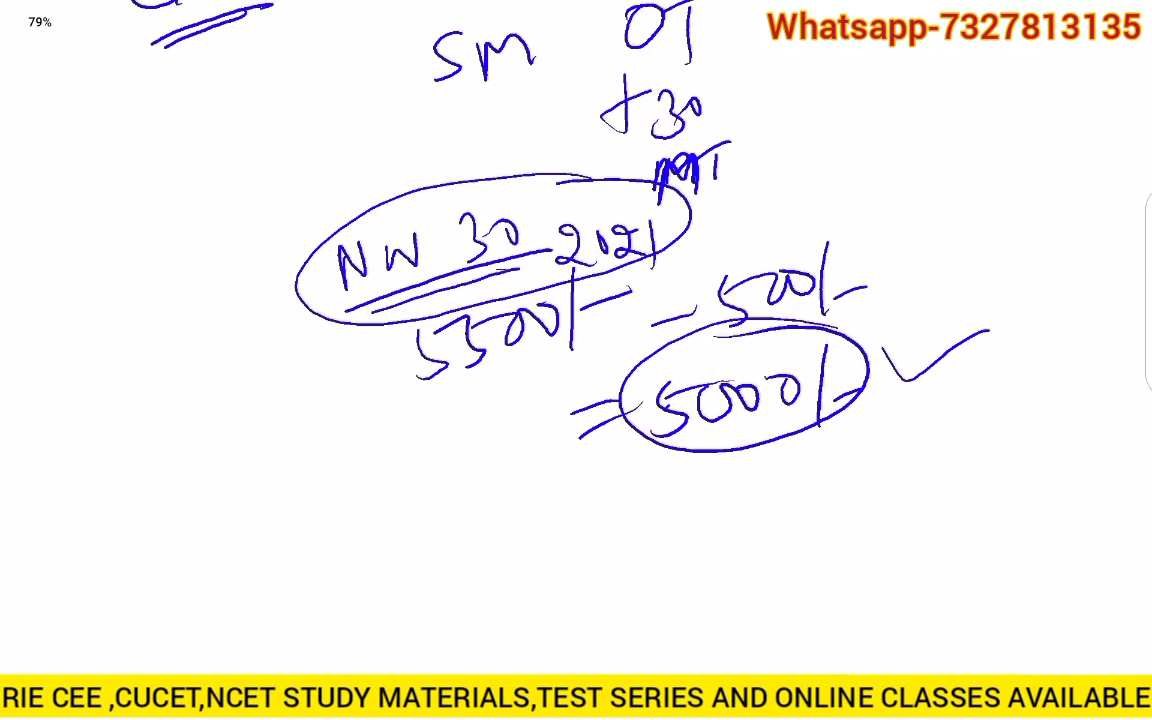 79%
Whatsapp-7327813135
SM OT
+30
NW 30 2021
5500/- - 500/-
= 5000/-
RIE CEE ,CUCET,NCET STUDY MATERIALS,TEST SERIES AND ONLINE CLASSES AVAILABLE